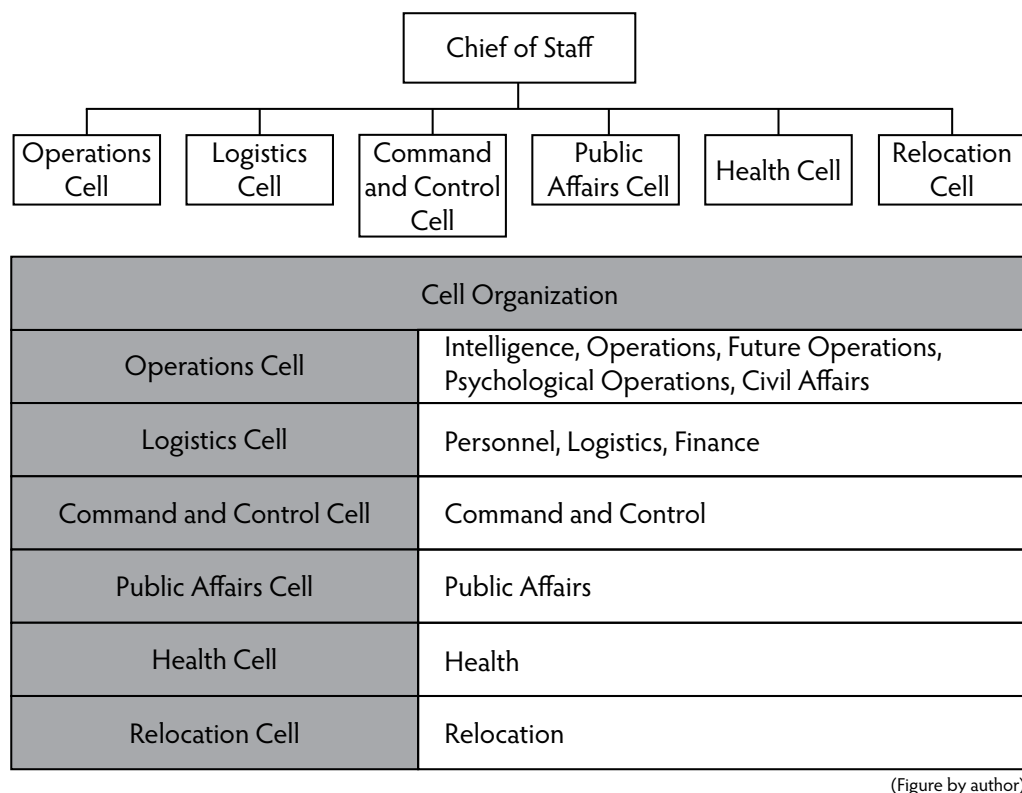 Chief of Staff
Operations
Cell
Logistics
Cell
Command
and Control
Cell
Public
Affairs Cell
Health Cell
Relocation
Cell
Cell Organization
Operations Cell
Intelligence, Operations, Future Operations,
Psychological Operations, Civil Affairs
Logistics Cell
Personnel, Logistics, Finance
Command and Control Cell
Command and Control
Public Affairs Cell
Public Affairs
Health Cell
Health
Relocation Cell
Relocation
(Figure by author)